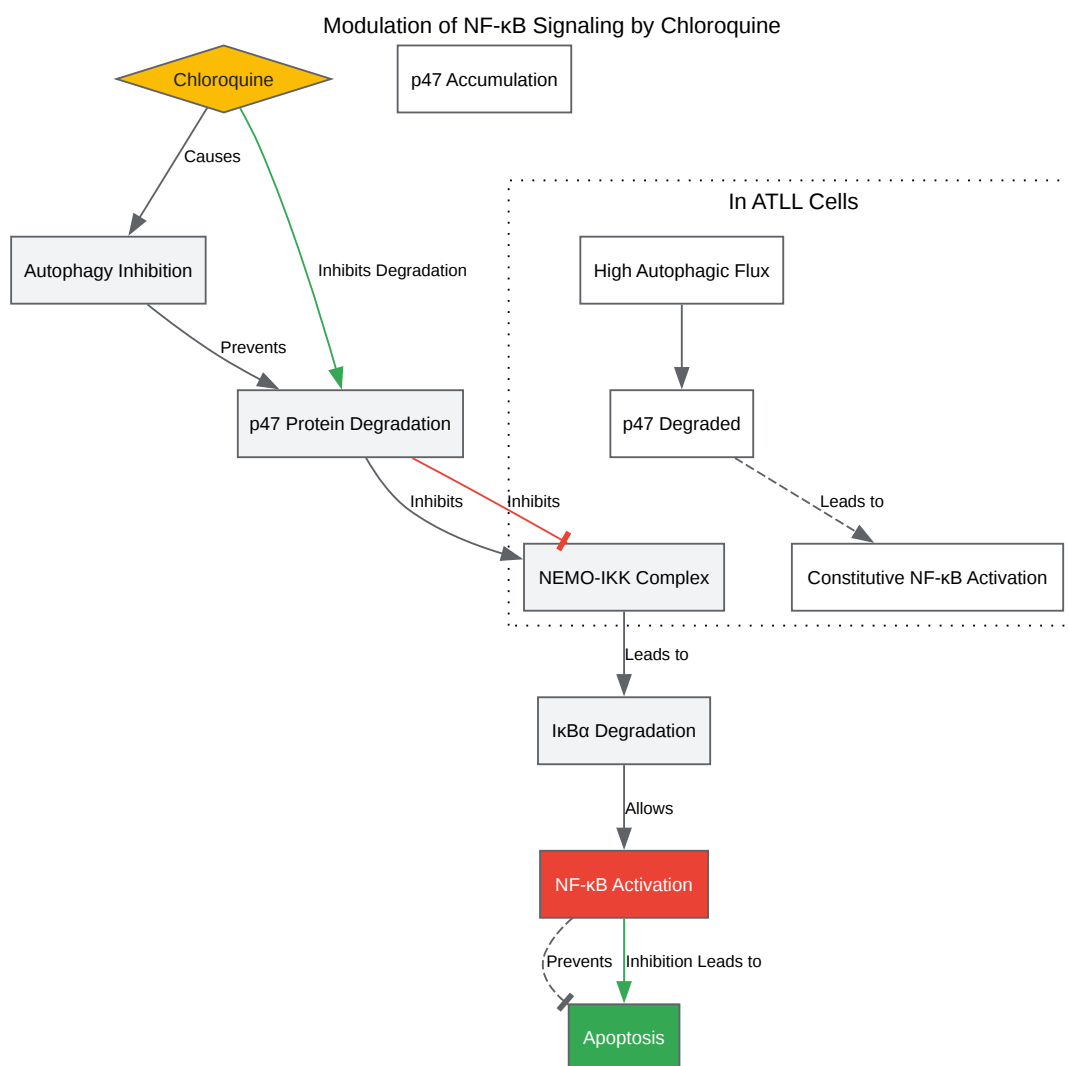 Modulation of NF-κB Signaling by Chloroquine
Chloroquine
p47 Accumulation
Causes
In ATLL Cells
Autophagy Inhibition
Inhibits Degradation
High Autophagic Flux
Prevents
p47 Protein Degradation
p47 Degraded
Inhibits
Inhibits
Leads to
NEMO-IKK Complex
Constitutive NF-κB Activation
Leads to
IκBα Degradation
Allows
NF-κB Activation
Prevents
Inhibition Leads to
Apoptosis